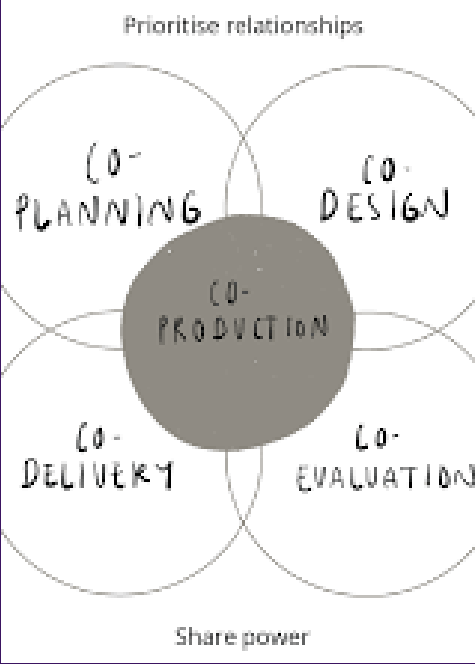 Prioritise relationships
CO-
PLANNING
CO-
DESIGN
CO-
PRODUCTION
CO-
DELIVERY
CO-
EVALUATION
Share power